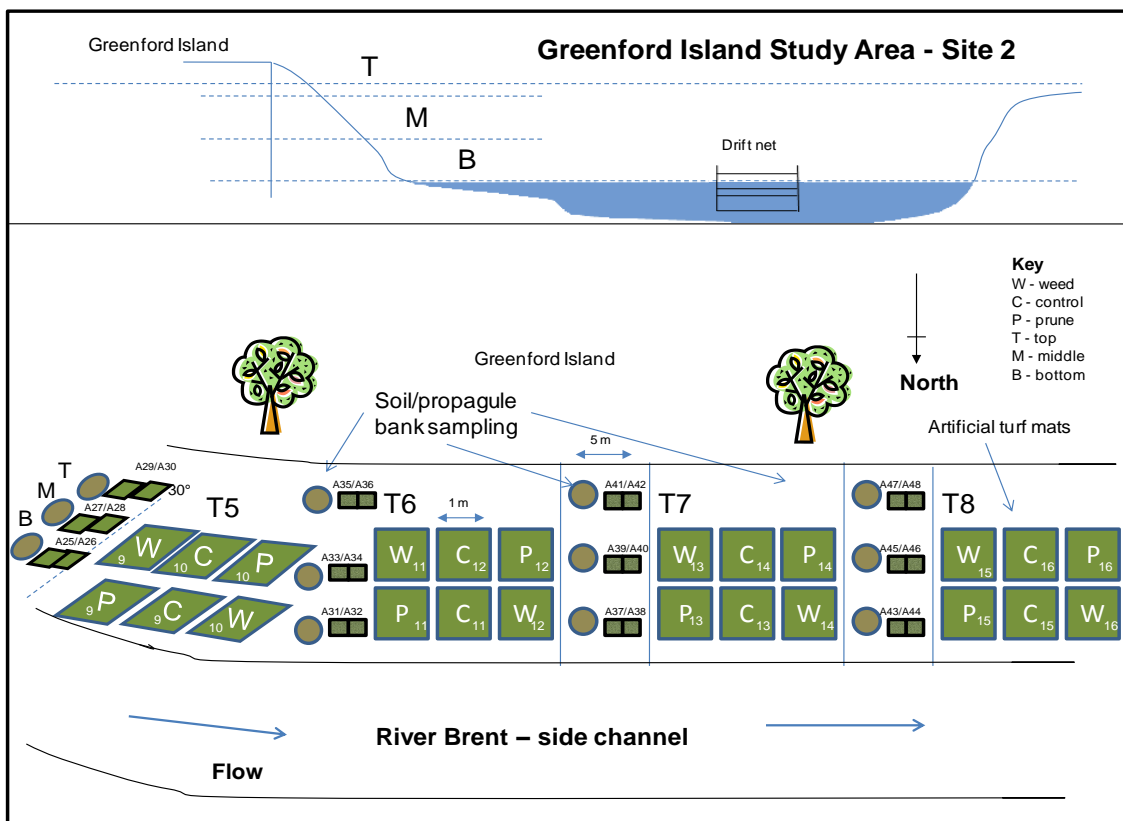 Greenford Island
Greenford Island Study Area - Site 2
T
M
B
Drift net
Key
W - weed
C - control
P - prune
T - top
M - middle
B - bottom
North
Greenford Island
Soil/propagule
bank sampling
Artificial turf mats
5 m
1 m
T
M
B
A29/A30
30°
A27/A28
A25/A26
T5
W 9
C 10
P 10
P 9
C 9
W 10
A35/A36
A33/A34
A31/A32
T6
W 11
C 12
P 12
P 11
C 11
W 12
A41/A42
A39/A40
A37/A38
T7
W 13
C 14
P 14
P 13
C 13
W 14
A47/A48
A45/A46
A43/A44
T8
W 15
C 16
P 16
P 15
C 15
W 16
River Brent – side channel
Flow